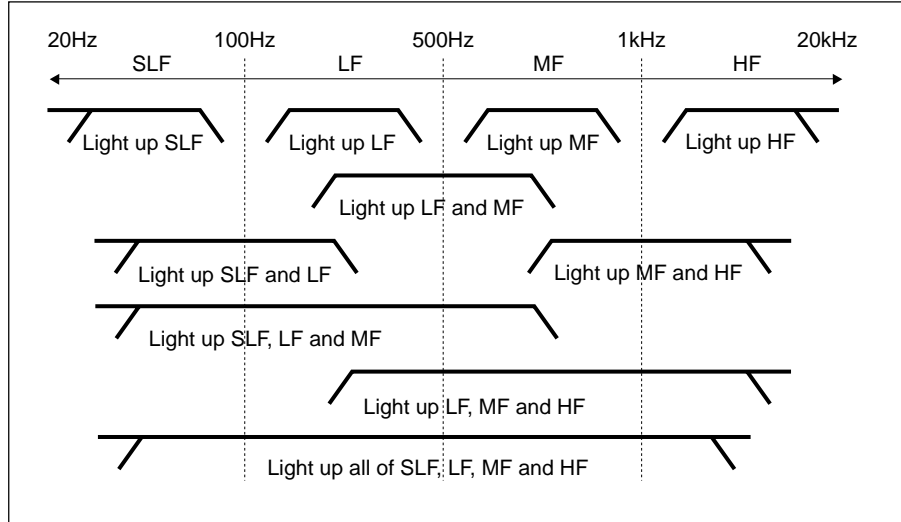 20Hz 100Hz 500Hz 1kHz 20kHz
SLF LF MF HF
Light up SLF Light up LF Light up MF Light up HF
Light up LF and MF
Light up SLF and LF Light up MF and HF
Light up SLF, LF and MF
Light up LF, MF and HF
Light up all of SLF, LF, MF and HF